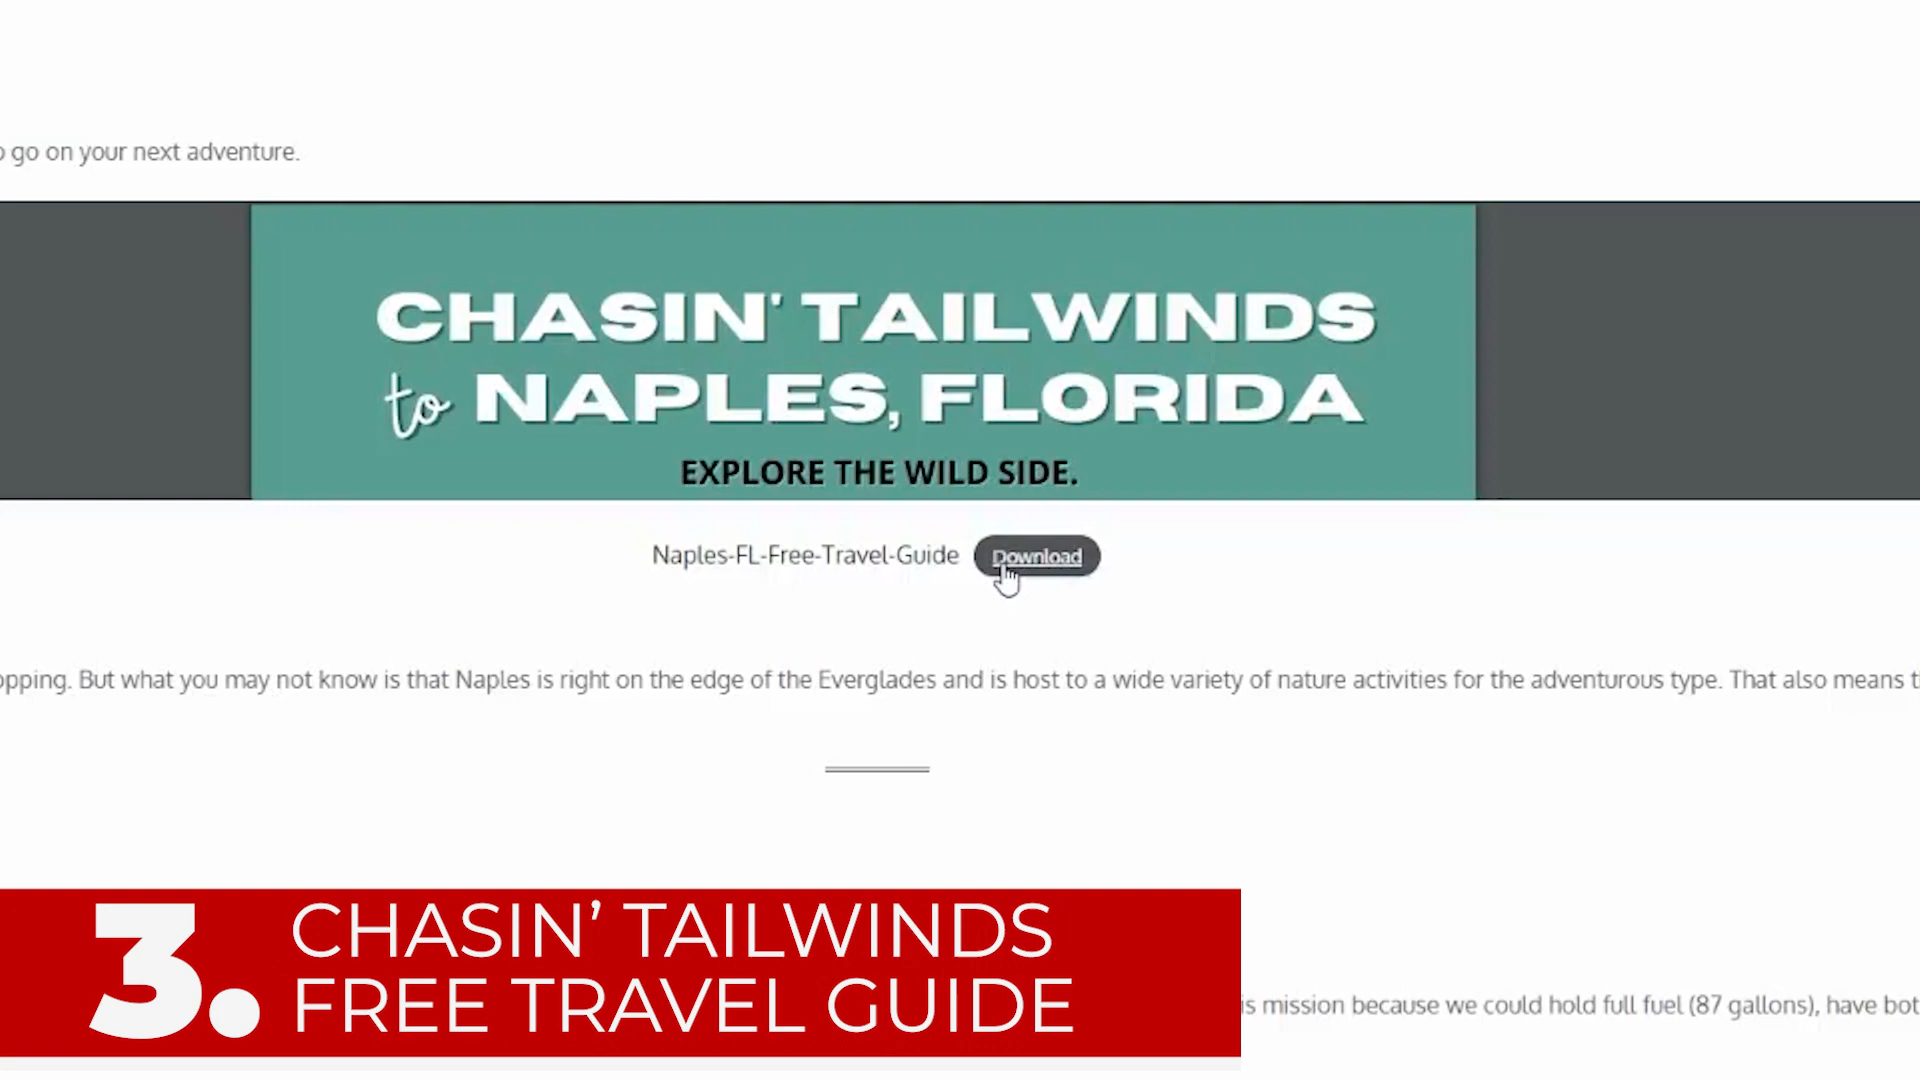 go on your next adventure.
CHASIN' TAILWINDS
to NAPLES, FLORIDA
EXPLORE THE WILD SIDE.
Naples-FL-Free-Travel-Guide Download
But what you may not know is that Naples is right on the edge of the Everglades and is host to a wide variety of nature activities for the adventurous type. That also means
3. CHASIN’ TAILWINDS
FREE TRAVEL GUIDE
mission because we could hold full fuel (87 gallons), have